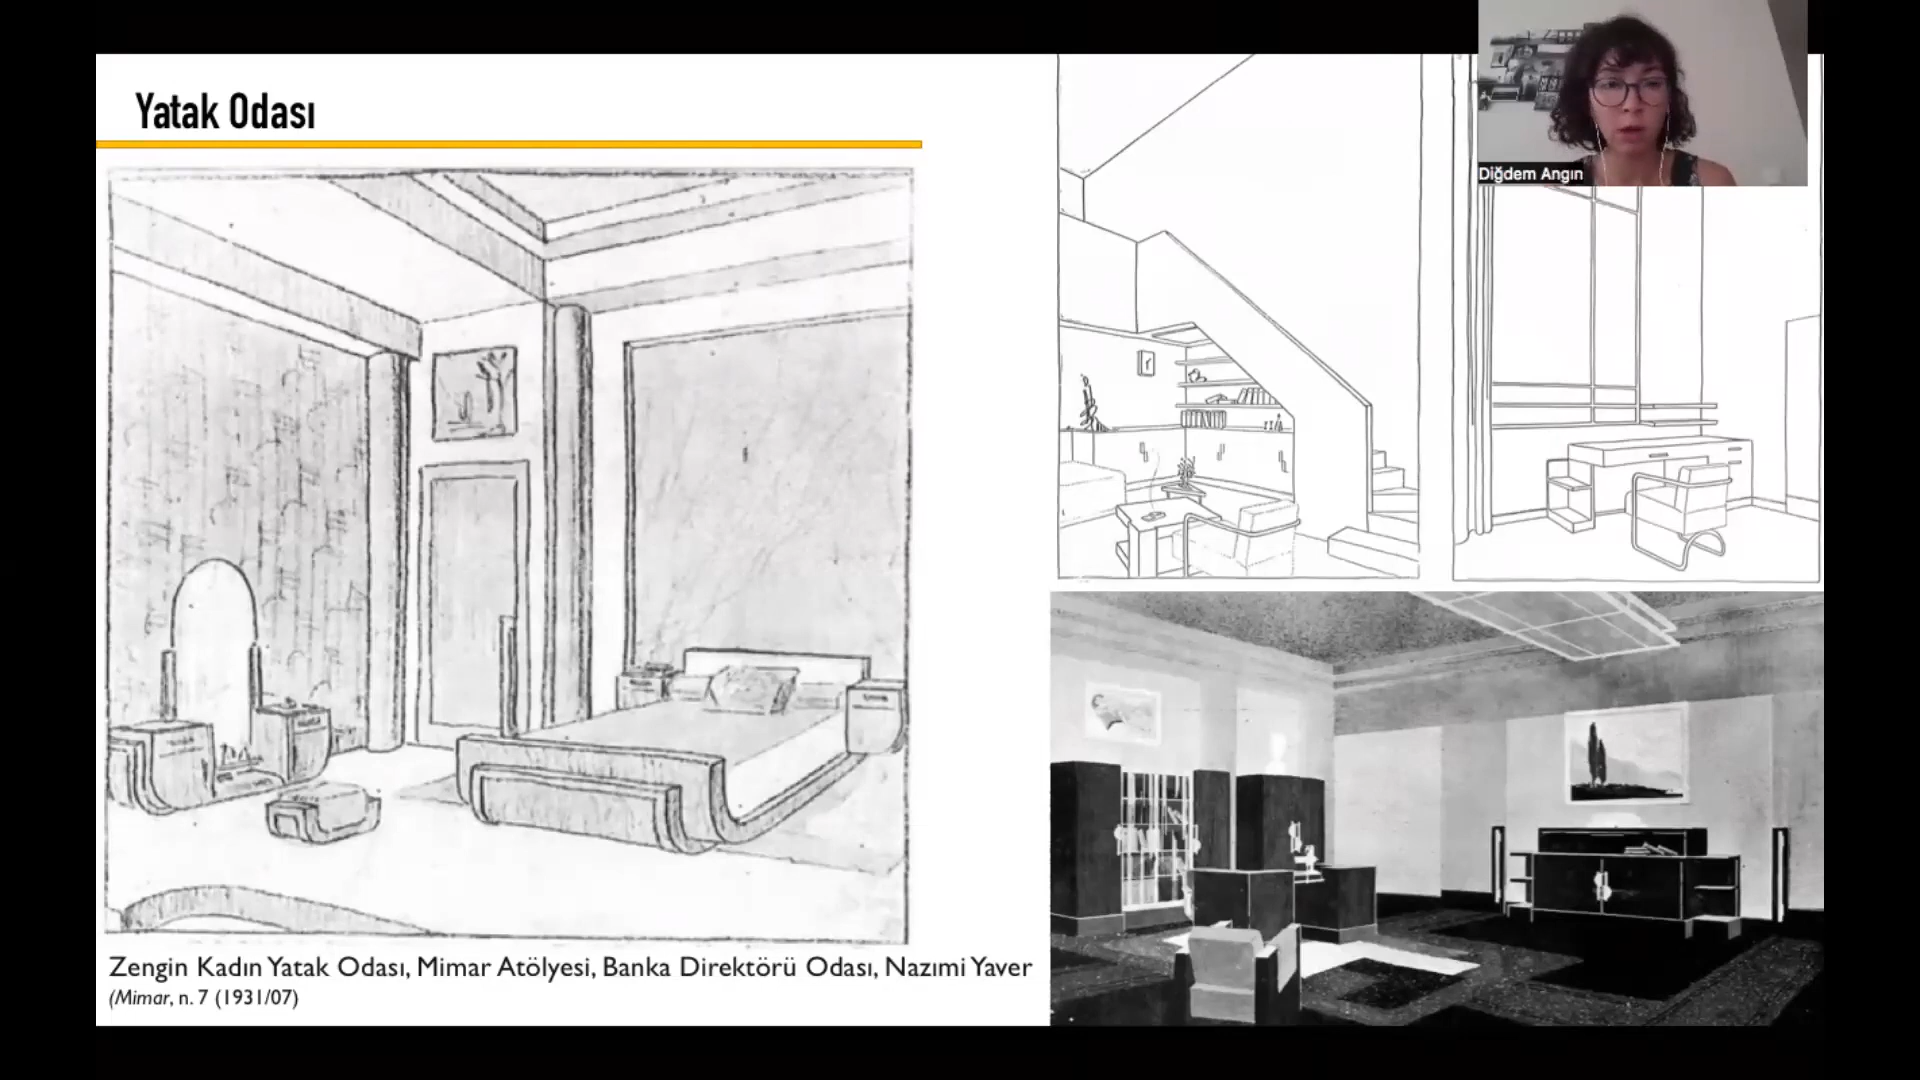 Yatak Odası
Diğdem Angın
Zengin Kadın Yatak Odası, Mimar Atölyesi, Banka Direktörü Odası, Nazımi Yaver
(Mimar, n. 7 (1931/07)